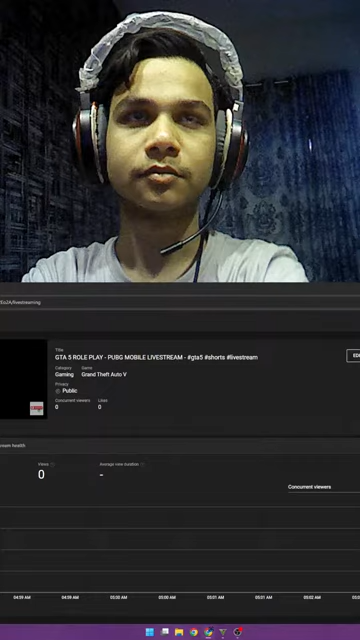 /livestreaming
Title
GTA 5 ROLE PLAY - PUBG MOBILE LIVESTREAM - #gta5 #shorts #livestream
Category Game
Gaming Grand Theft Auto V
Privacy
Public
Concurrent viewers Likes
0 0
ream health
Views Average view duration
0 -
Concurrent viewers
04:59 AM 04:59 AM 05:00 AM 05:00 AM 05:01 AM 05:01 AM 05:02 AM